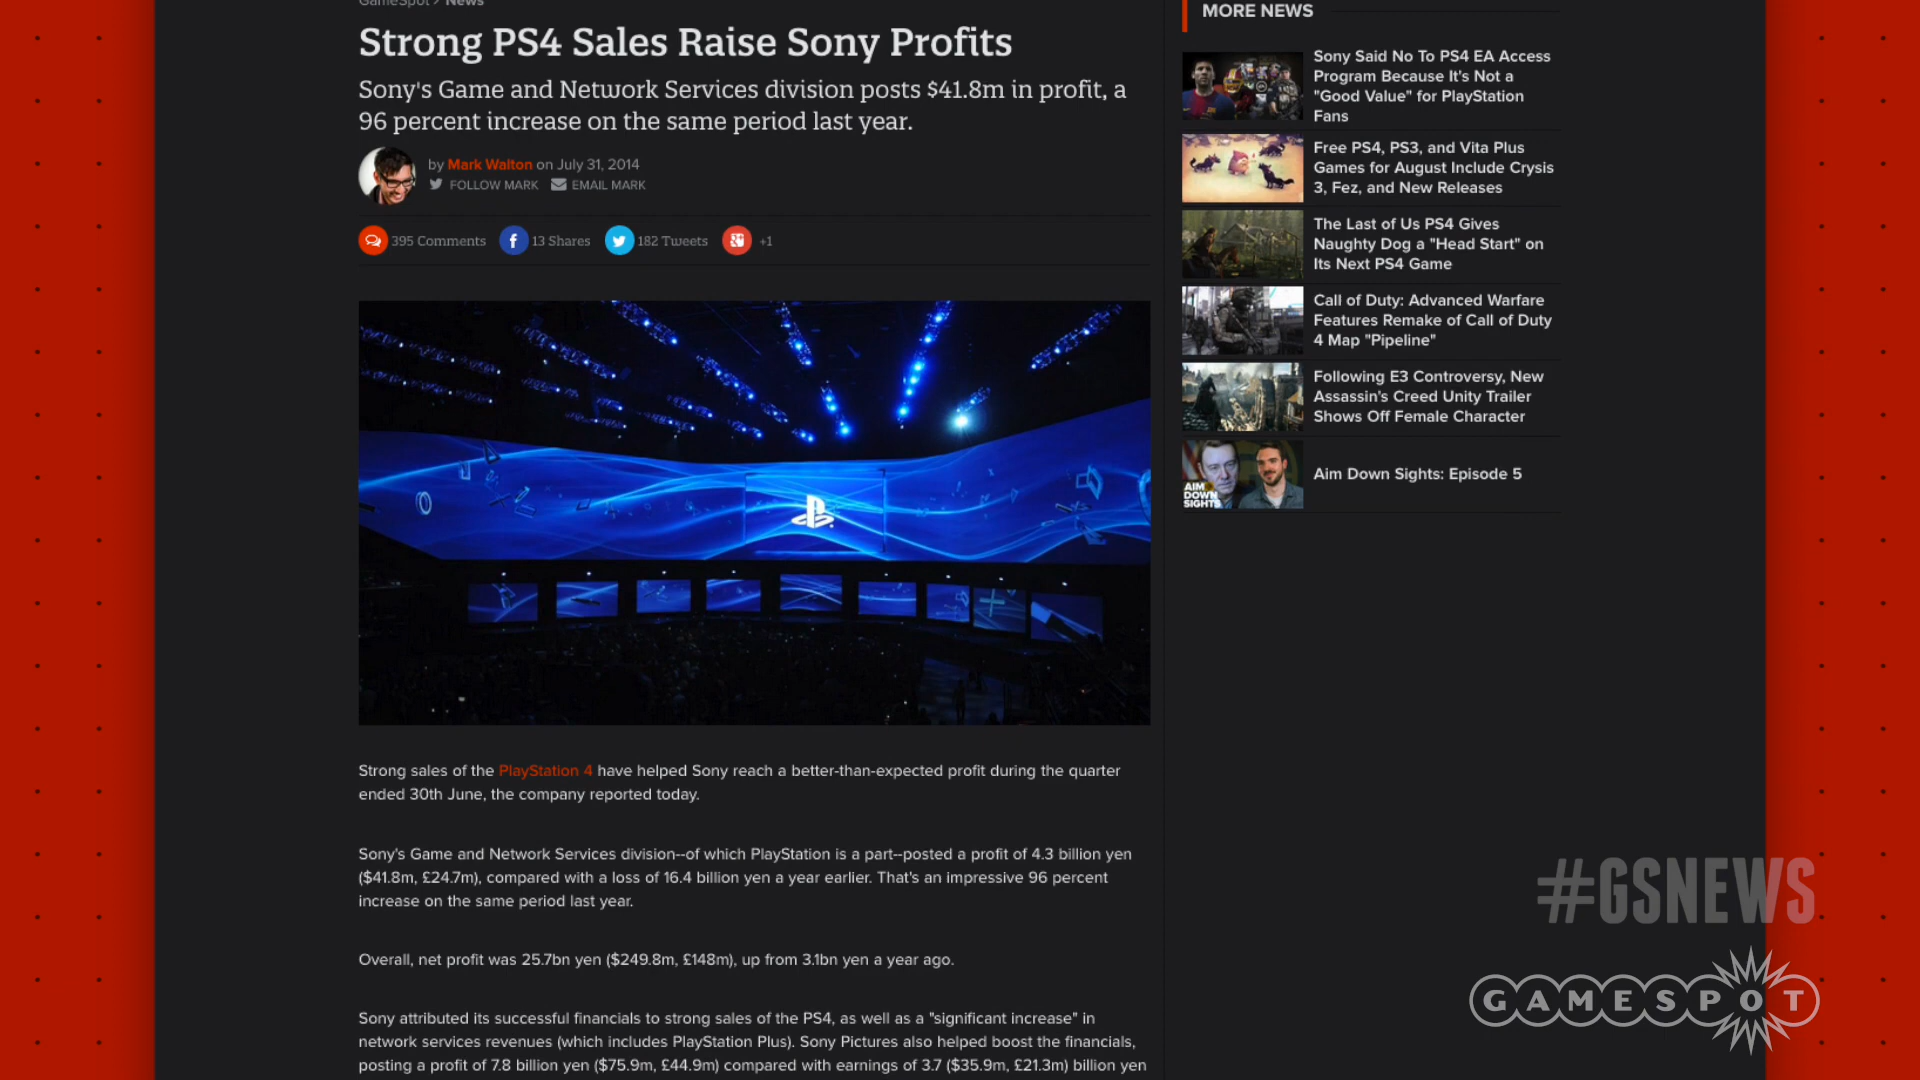 GameSpot > News
Strong PS4 Sales Raise Sony Profits
Sony's Game and Network Services division posts $41.8m in profit, a
96 percent increase on the same period last year.
by Mark Walton on July 31, 2014
FOLLOW MARK EMAIL MARK
395 Comments 13 Shares 182 Tweets +1
Strong sales of the PlayStation 4 have helped Sony reach a better-than-expected profit during the quarter
ended 30th June, the company reported today.
Sony's Game and Network Services division--of which PlayStation is a part--posted a profit of 4.3 billion yen
($41.8m, £24.7m), compared with a loss of 16.4 billion yen a year earlier. That's an impressive 96 percent
increase on the same period last year.
Overall, net profit was 25.7bn yen ($249.8m, £148m), up from 3.1bn yen a year ago.
Sony attributed its successful financials to strong sales of the PS4, as well as a "significant increase" in
network services revenues (which includes PlayStation Plus). Sony Pictures also helped boost the financials,
posting a profit of 7.8 billion yen ($75.9m, £44.9m) compared with earnings of 3.7 ($35.9m, £21.3m) billion yen
MORE NEWS
Sony Said No To PS4 EA Access
Program Because It's Not a
"Good Value" for PlayStation
Fans
Free PS4, PS3, and Vita Plus
Games for August Include Crysis
3, Fez, and New Releases
The Last of Us PS4 Gives
Naughty Dog a "Head Start" on
Its Next PS4 Game
Call of Duty: Advanced Warfare
Features Remake of Call of Duty
4 Map "Pipeline"
Following E3 Controversy, New
Assassin's Creed Unity Trailer
Shows Off Female Character
AIM
DOWN
SIGHTS
Aim Down Sights: Episode 5
#GSNEWS
GAMESPOT